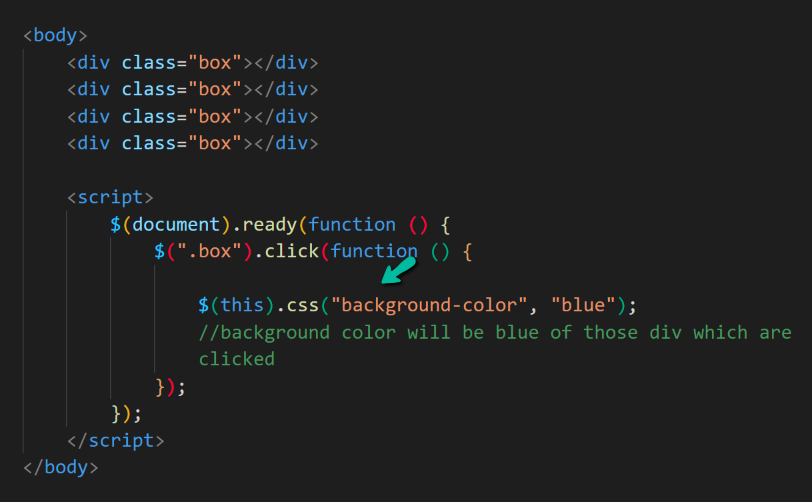 <body>
<div class="box"></div>
<div class="box"></div>
<div class="box"></div>
<div class="box"></div>
<script>
$(document).ready(function () {
$(".box").click(function () {
$(this).css("background-color", "blue");
//background color will be blue of those div which are
clicked
});
});
</script>
</body>